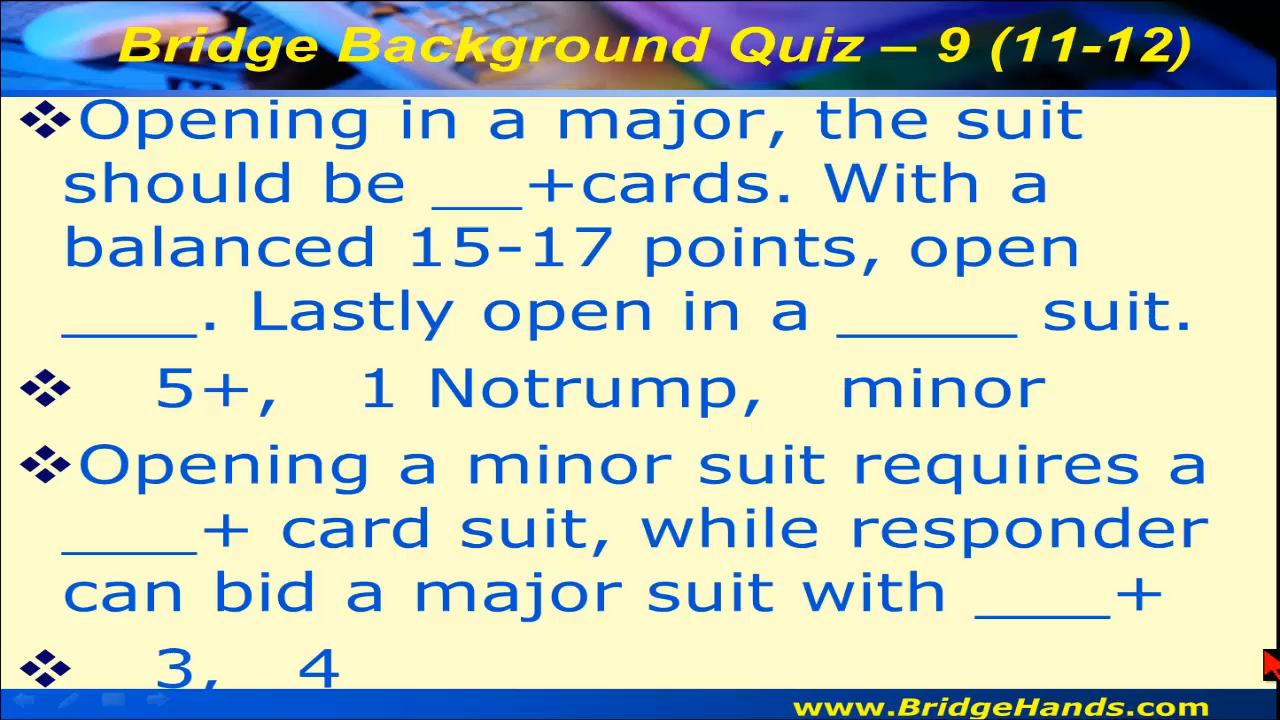 Bridge Background Quiz – 9 (11-12)
❖Opening in a major, the suit
should be ___+cards. With a
balanced 15-17 points, open
____. Lastly open in a ____ suit.
❖ 5+, 1 Notrump, minor
❖Opening a minor suit requires a
____+ card suit, while responder
can bid a major suit with ____+
❖ 3, 4
www.BridgeHands.com